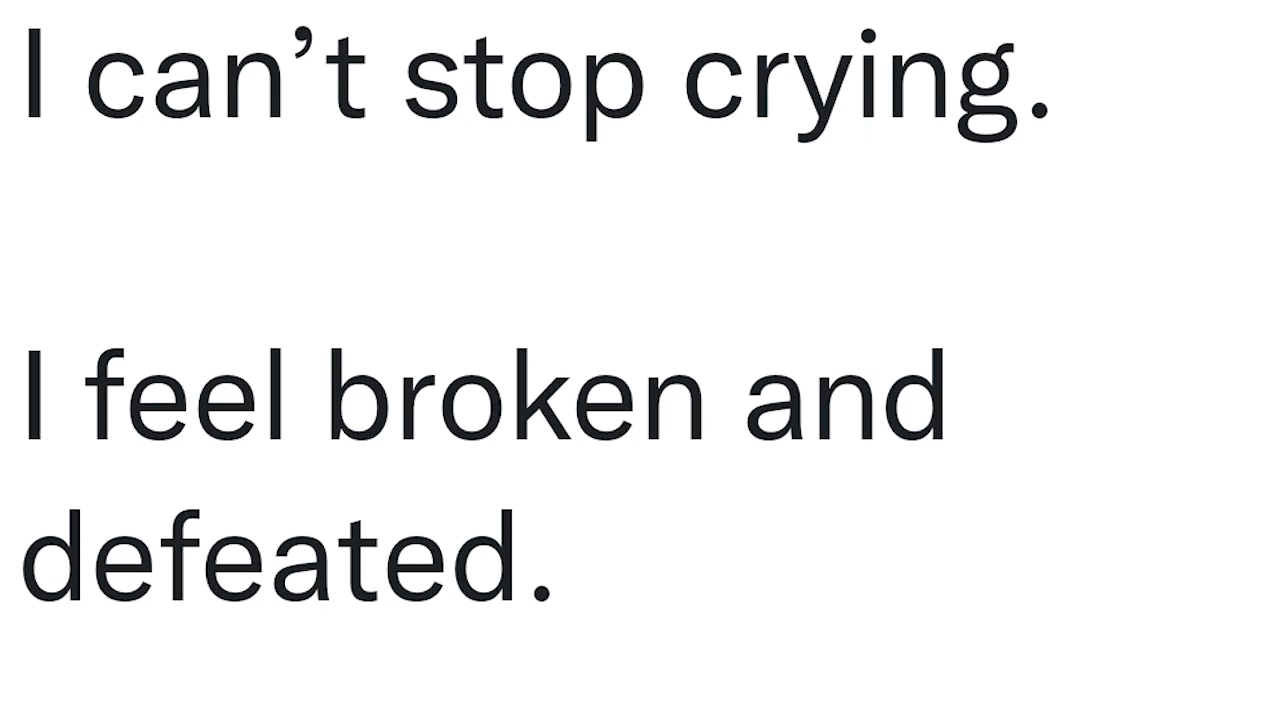 I can’t stop crying.
I feel broken and
defeated.